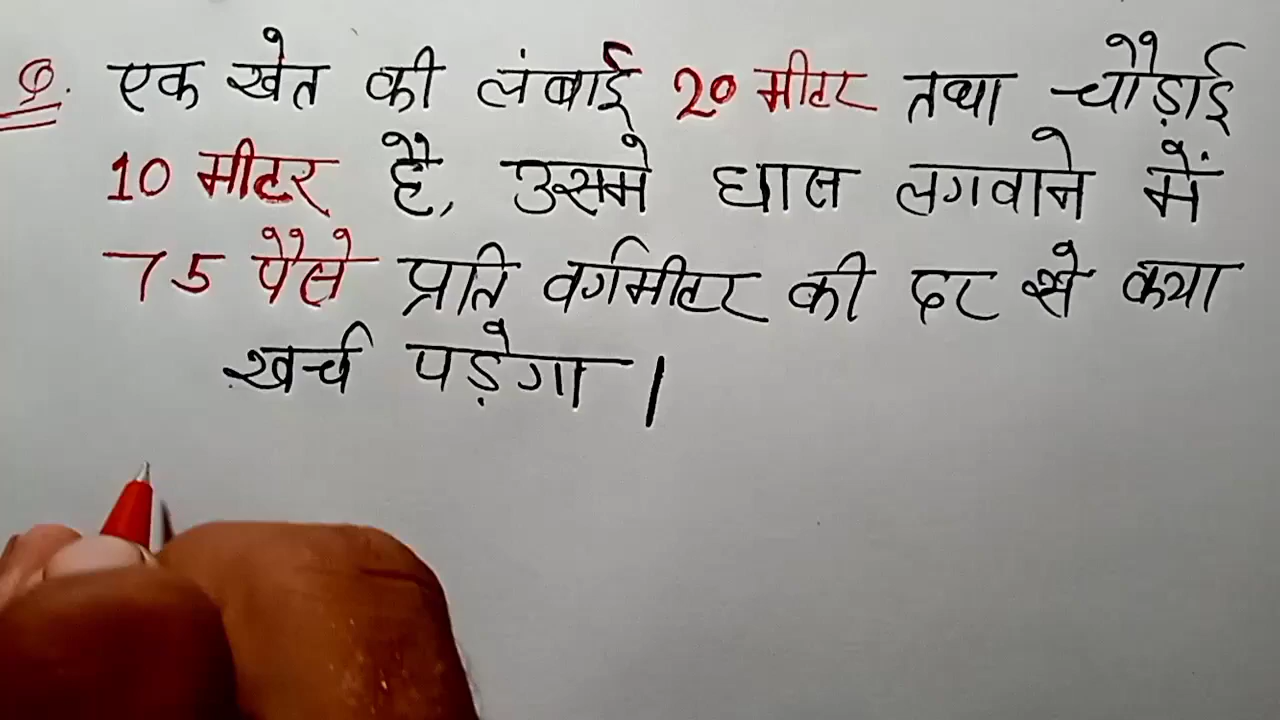 Q. एक खेत की लंबाई 20 मीटर तथा चौड़ाई
10 मीटर है, उसमे घास लगवाने में
75 पैसे प्रति वर्गमीटर की दर से क्या
खर्च पड़ेगा ।